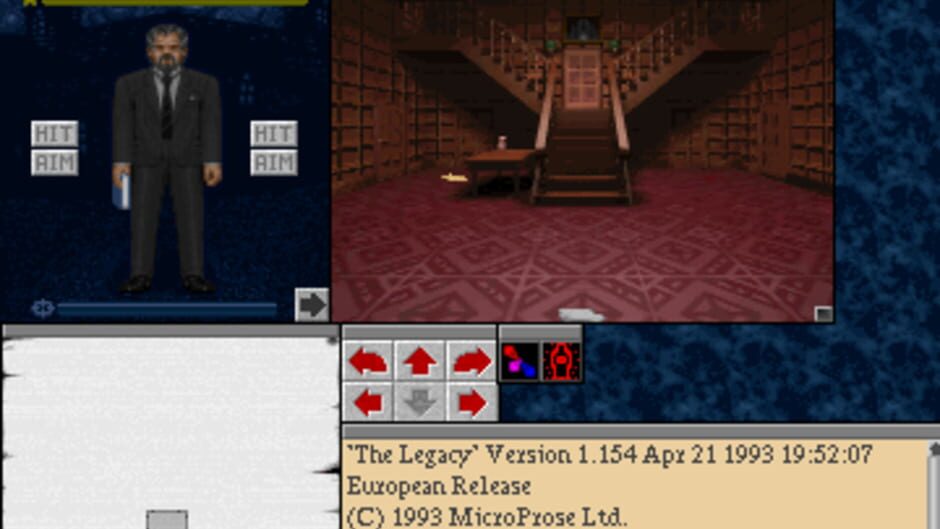 HIT HIT
AIM AIM
'The Legacy' Version 1.154 Apr 21 1993 19:52:07
European Release
(C) 1993 MicroProse Ltd.